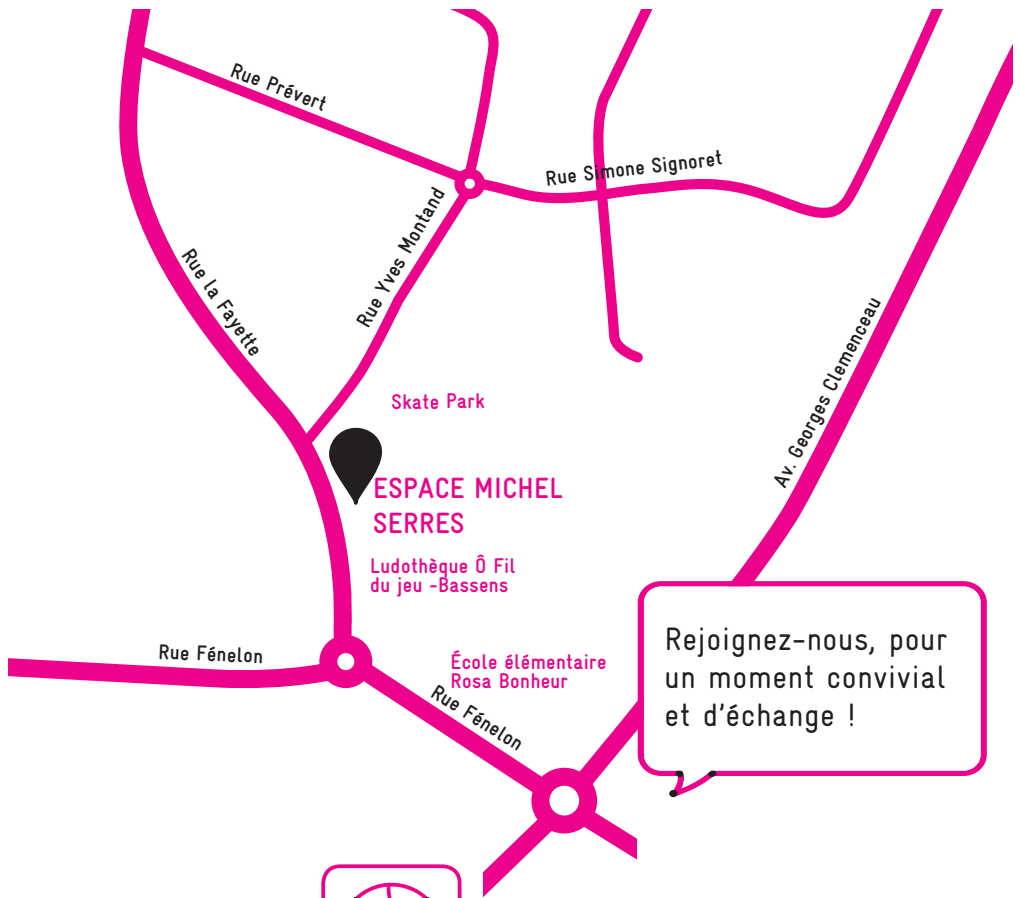 Rue Prévert
Rue Simone Signoret
Rue Yves Montand
Rue la Fayette
Av. Georges Clemenceau
Skate Park
ESPACE MICHEL
SERRES
Ludothèque Ô Fil
du jeu -Bassens
Rue Fénelon
École élémentaire
Rosa Bonheur
Rue Fénelon
Rejoignez-nous, pour
un moment convivial
et d'échange !